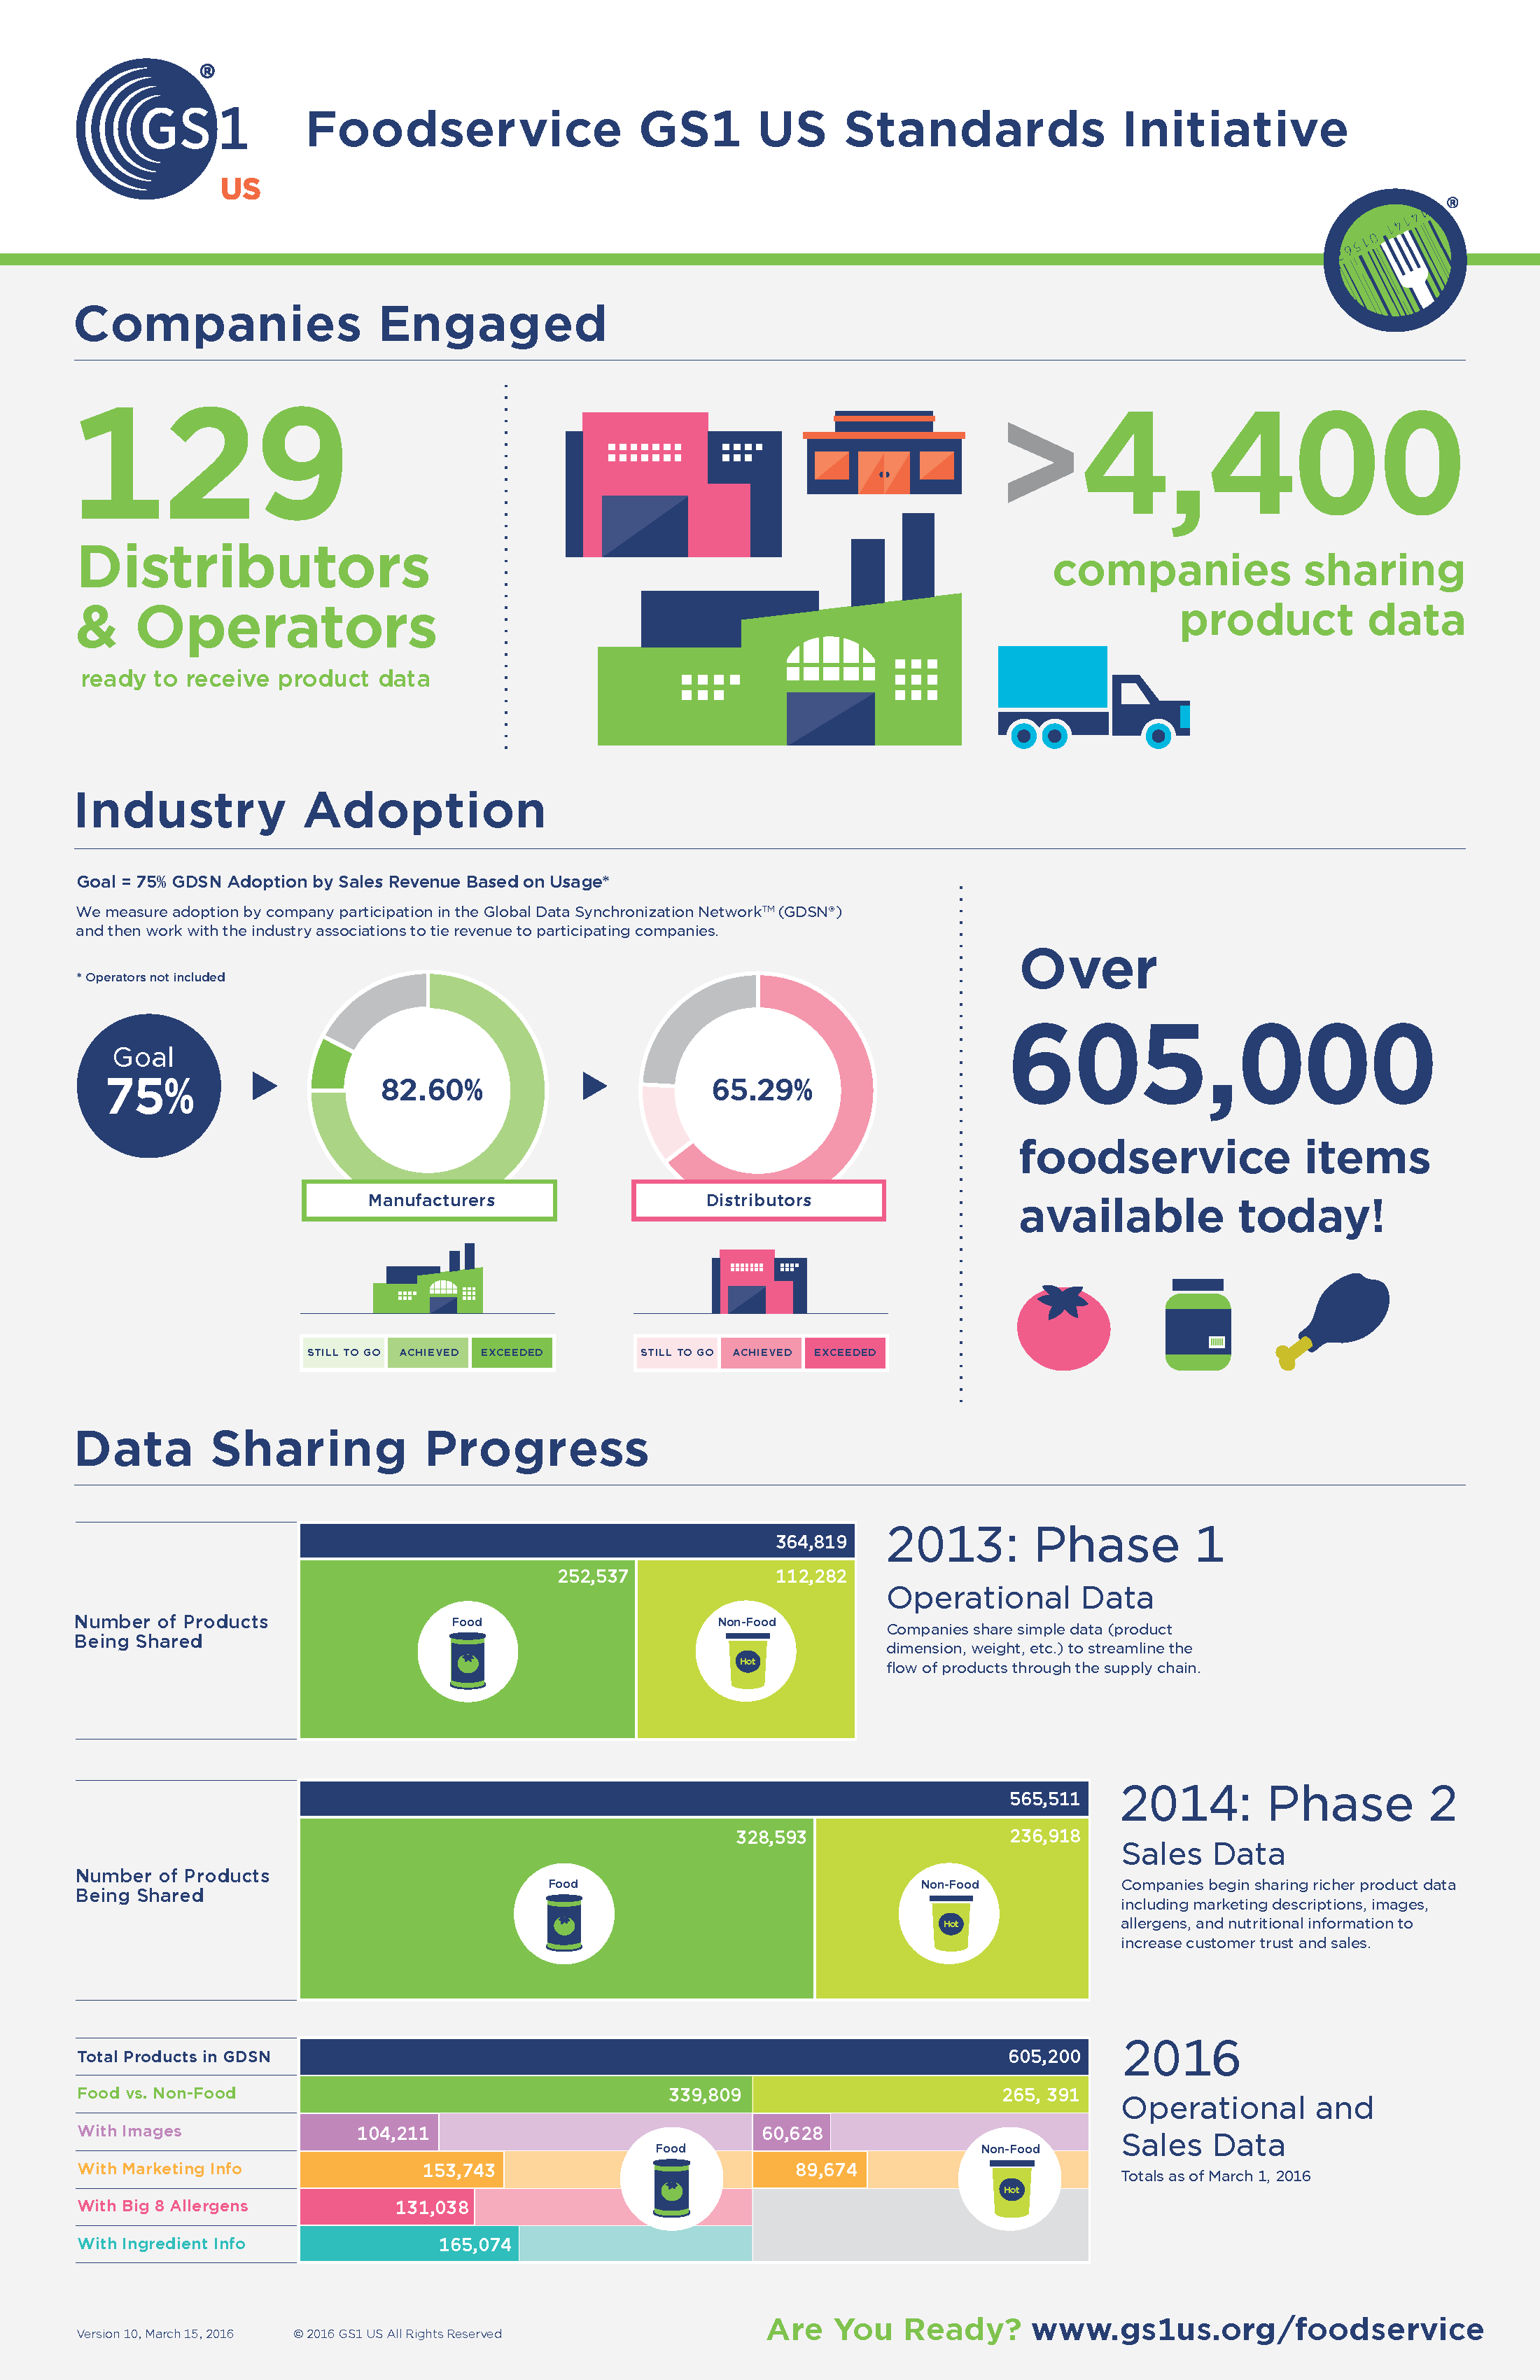 GS1
®
US
Foodservice GS1 US Standards Initiative
®
Companies Engaged
129
Distributors
& Operators
ready to receive product data
>4,400
companies sharing
product data
Industry Adoption
Goal = 75% GDSN Adoption by Sales Revenue Based on Usage*
We measure adoption by company participation in the Global Data Synchronization Network™ (GDSN®)
and then work with the industry associations to tie revenue to participating companies.
* Operators not included
Goal
75%
82.60%
Manufacturers
STILL TO GO
ACHIEVED
EXCEEDED
65.29%
Distributors
STILL TO GO
ACHIEVED
EXCEEDED
Over
605,000
foodservice items
available today!
Data Sharing Progress
Number of Products
Being Shared
364,819
252,537
112,282
Food
Non-Food
Hot
2013: Phase 1
Operational Data
Companies share simple data (product
dimension, weight, etc.) to streamline the
flow of products through the supply chain.
Number of Products
Being Shared
565,511
328,593
236,918
Food
Non-Food
Hot
2014: Phase 2
Sales Data
Companies begin sharing richer product data
including marketing descriptions, images,
allergens, and nutritional information to
increase customer trust and sales.
Total Products in GDSN
605,200
Food vs. Non-Food
339,809
265, 391
With Images
104,211
60,628
Food
Non-Food
With Marketing Info
153,743
89,674
Hot
With Big 8 Allergens
131,038
With Ingredient Info
165,074
2016
Operational and
Sales Data
Totals as of March 1, 2016
Version 10, March 15, 2016
© 2016 GS1 US All Rights Reserved
Are You Ready? www.gs1us.org/foodservice